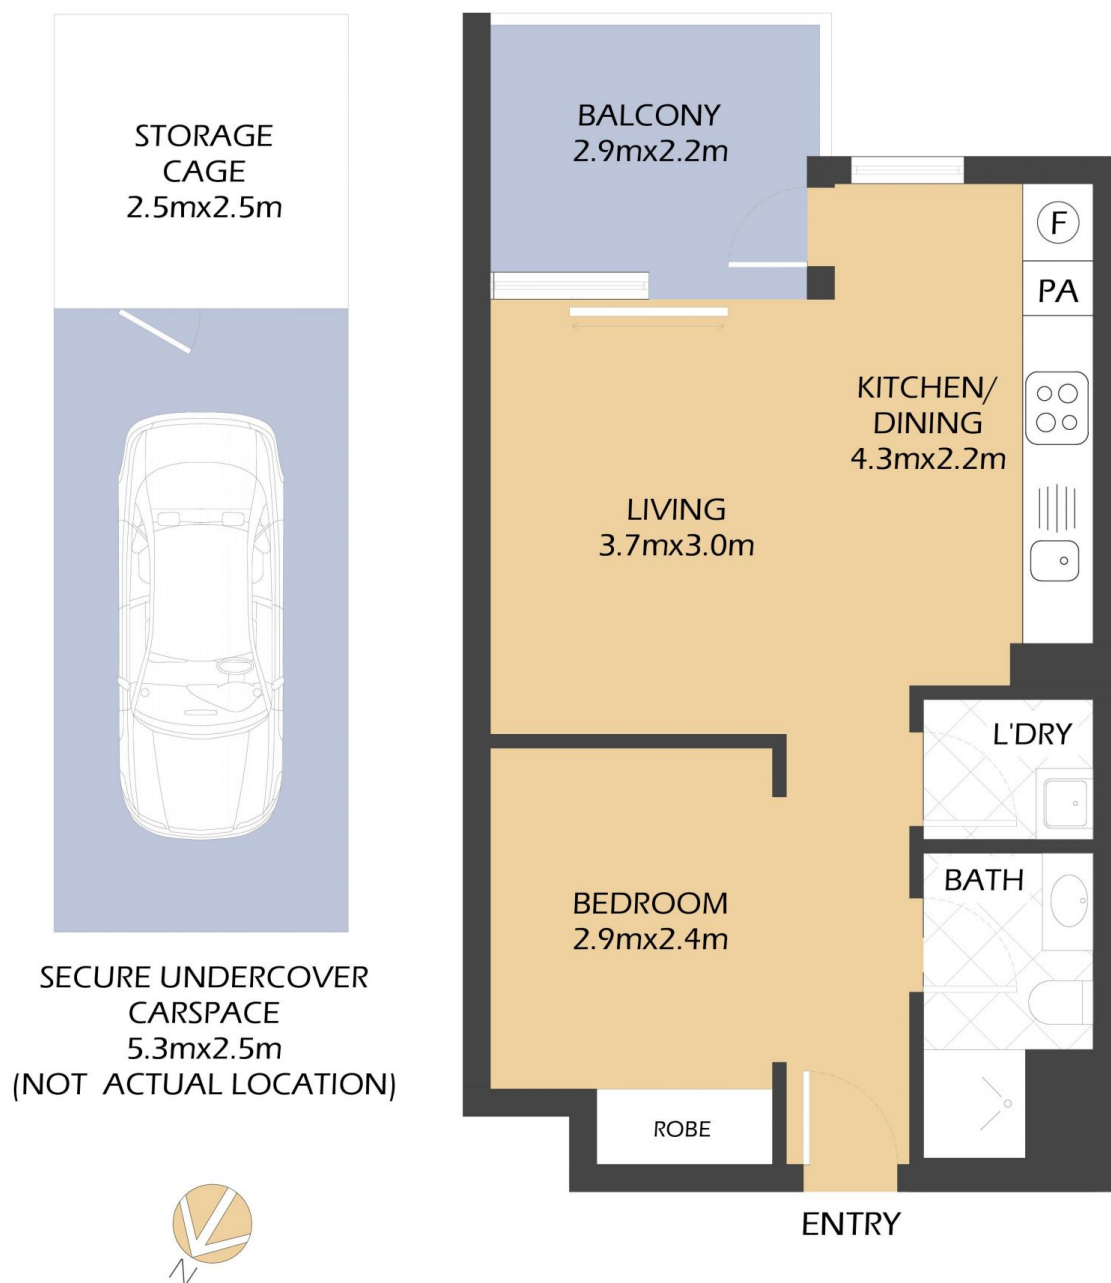 STORAGE
CAGE
2.5mx2.5m
SECURE UNDERCOVER
CARSPACE
5.3mx2.5m
(NOT ACTUAL LOCATION)
N
BALCONY
2.9mx2.2m
F
PA
KITCHEN/
DINING
4.3mx2.2m
LIVING
3.7mx3.0m
L'DRY
BATH
BEDROOM
2.9mx2.4m
ROBE
ENTRY